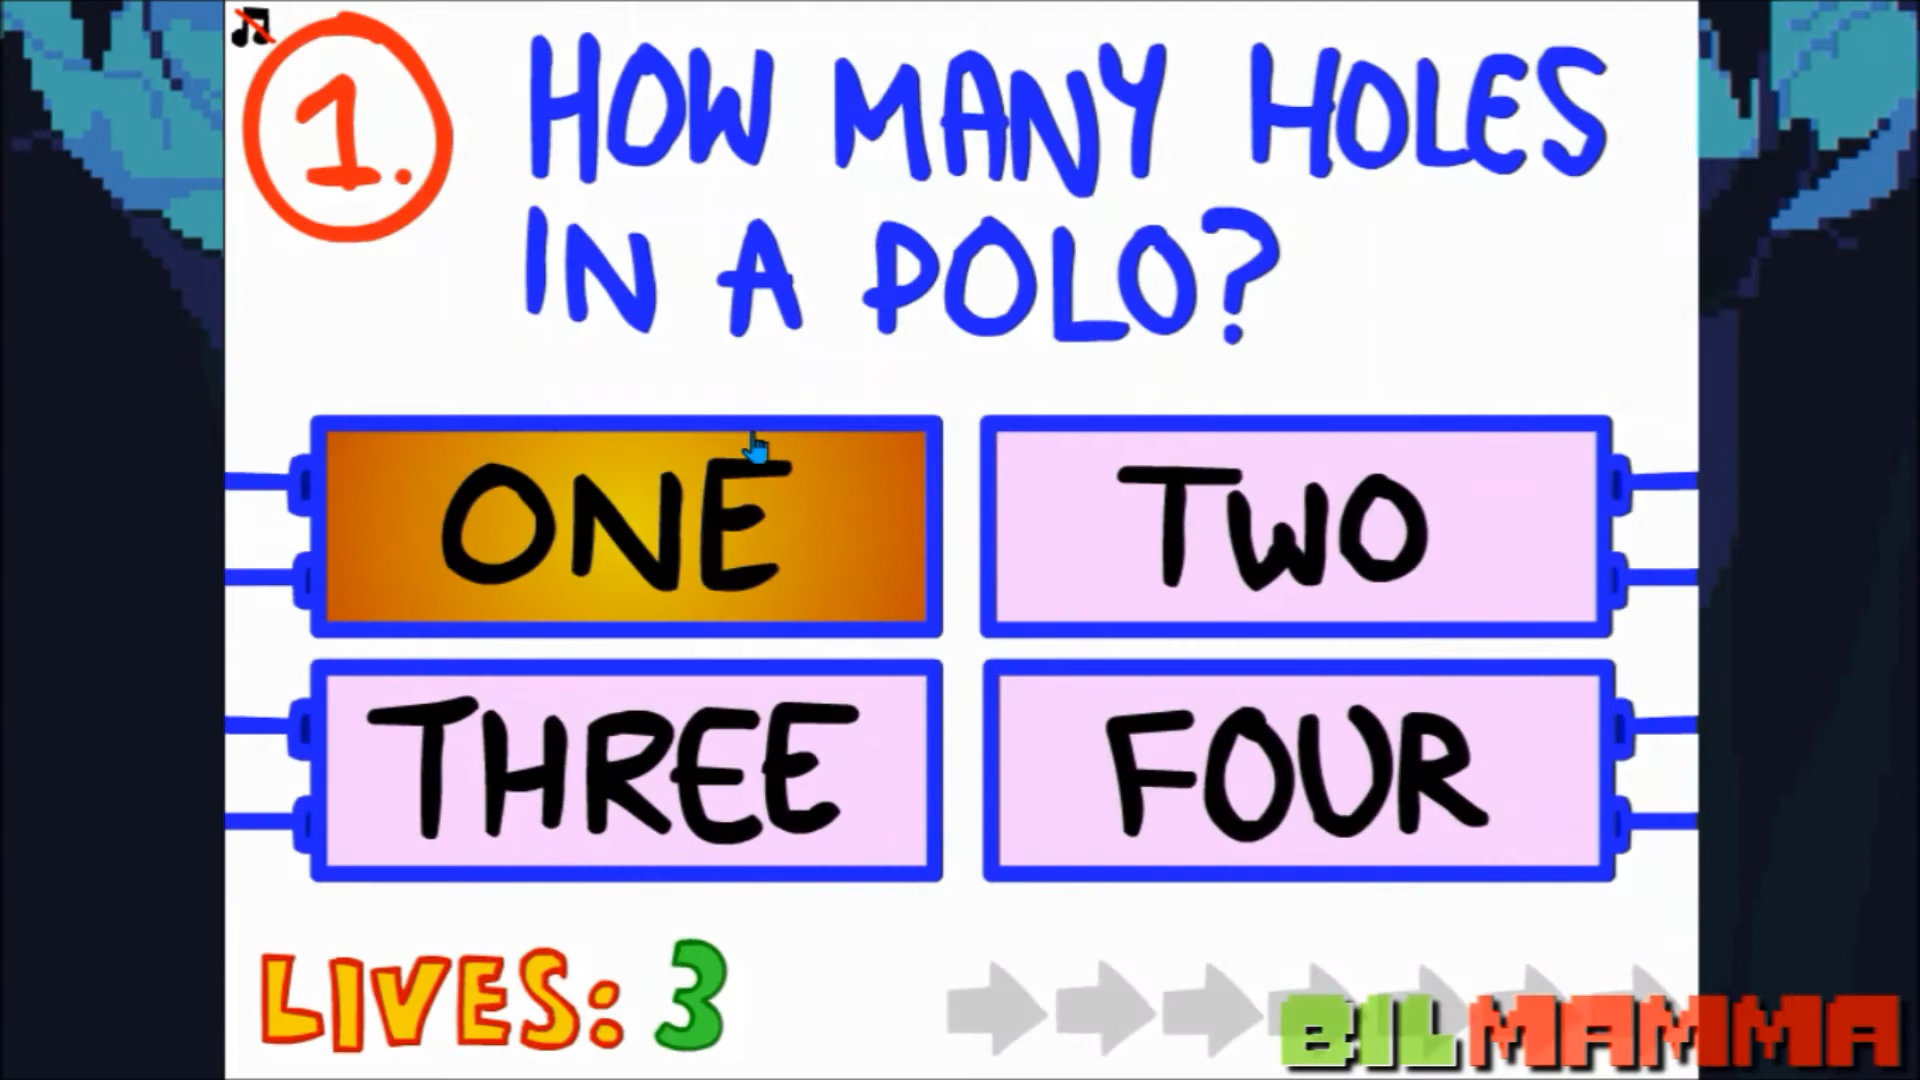 1.
HOW MANY HOLES
IN A POLO?
ONE
TWO
THREE
FOUR
LIVES: 3
BILMAMMA